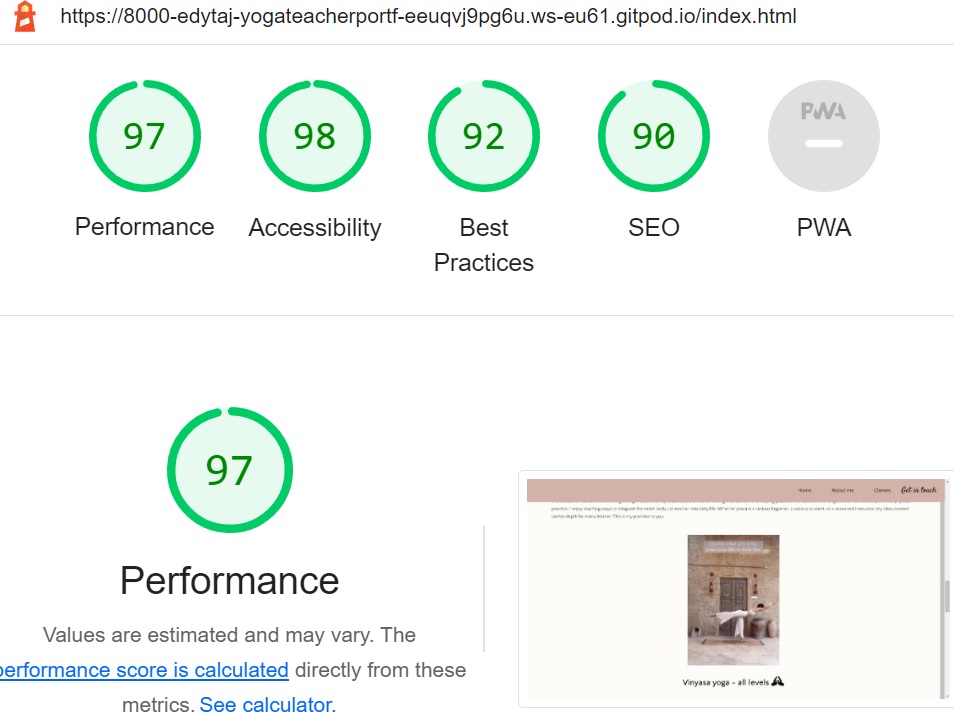 https://8000-edytaj-yogateacherportf-eeuqvj9pg6u.ws-eu61.gitpod.io/index.html
97
98
92
90
PWA
Performance
Accessibility
Best
Practices
SEO
PWA
97
Performance
Values are estimated and may vary. The
performance score is calculated directly from these
metrics. See calculator.
Home About me Classes Get in touch
Vinyasa yoga - all levels